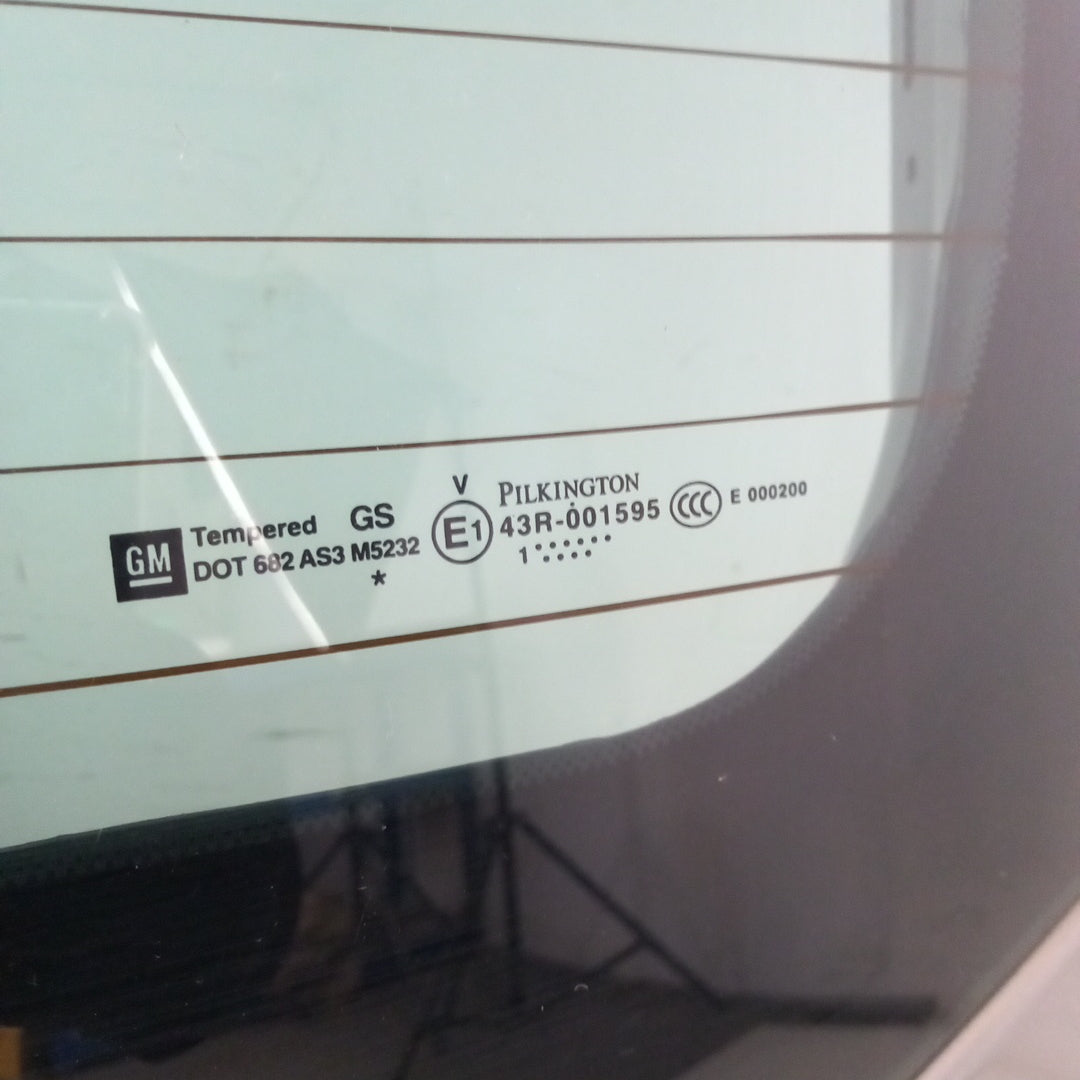 GM
Tempered GS
DOT 682 AS3 M5232
*
V
E1
PILKINGTON
43R-001595
1
CCC
E 000200